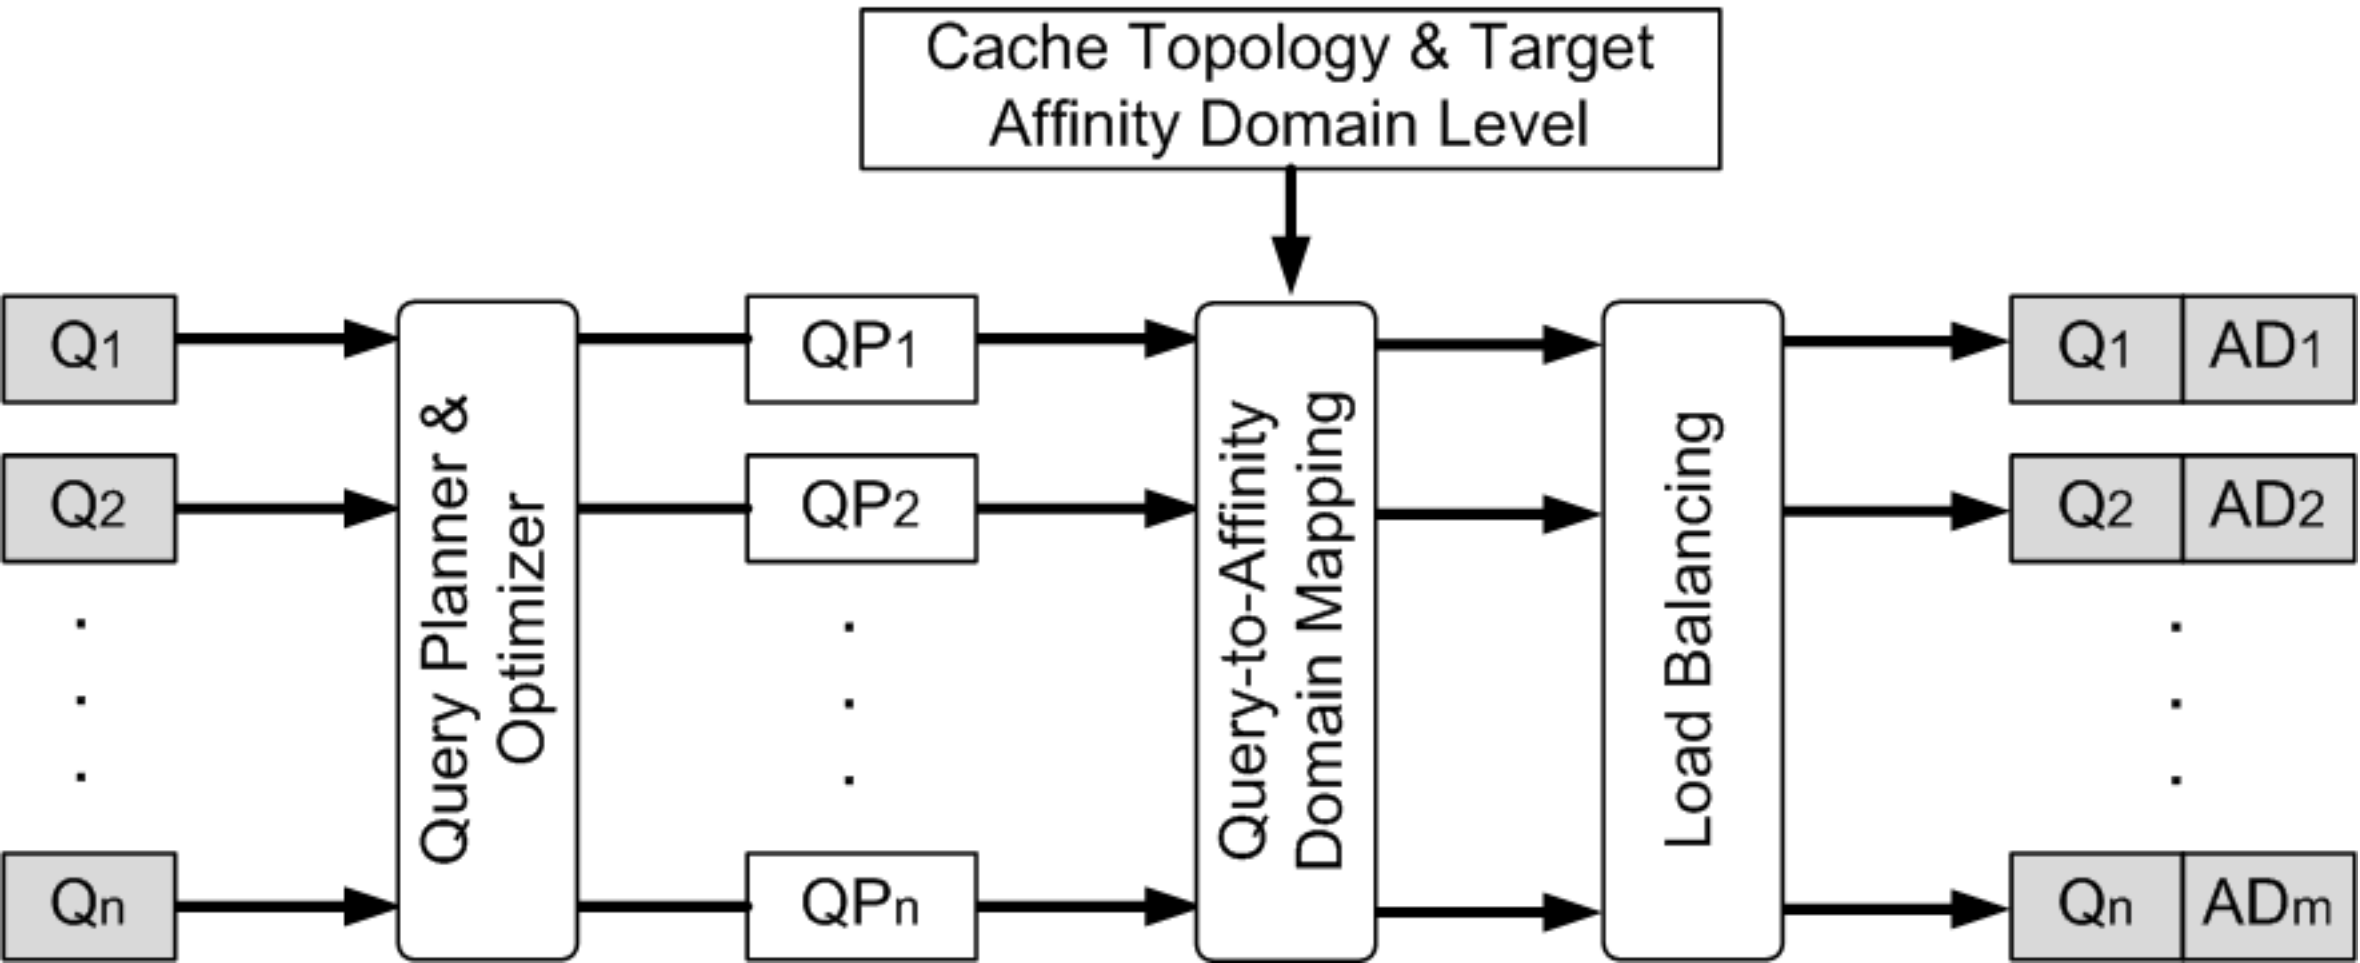 Cache Topology & Target
Affinity Domain Level
Q1
Q2
.
.
.
Qn
Query Planner &
Optimizer
QP1
QP2
.
.
.
QPn
Query-to-Affinity
Domain Mapping
Load Balancing
Q1 AD1
Q2 AD2
.
.
.
Qn ADm